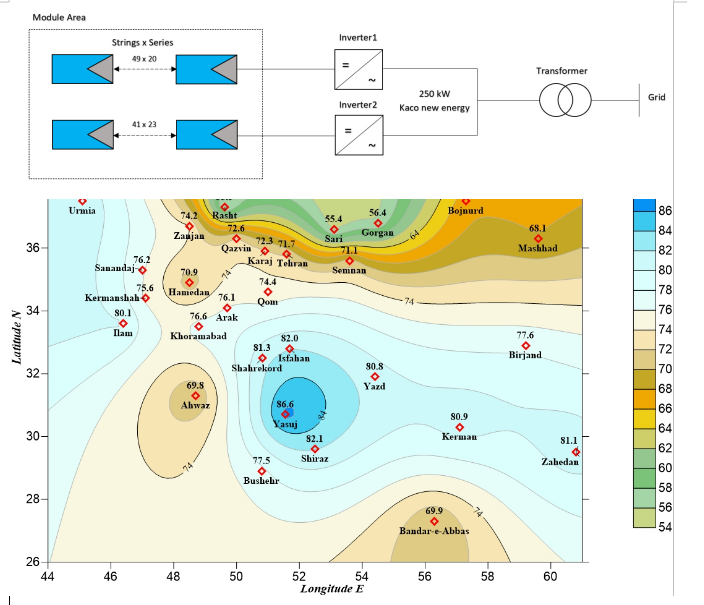 Module Area
Strings x Series
49 x 20
41 x 23
Inverter1
=
~
Inverter2
=
~
250 kW
Kaco new energy
Transformer
Grid
Urmia
74.2
Zanjan
Rasht
72.6
Qazvin
72.3
Karaj
71.7
Tehran
55.4
Sari
56.4
Gorgan
64
Bojnurd
68.1
Mashhad
71.1
Semnan
76.2
Sanandaj
75.6
Kermanshah
70.9
Hamedan
74
74.4
Qom
74
80.1
Ilam
76.6
Khoramabad
76.1
Arak
77.6
Birjand
81.3
Shahrekord
82.0
Isfahan
80.8
Yazd
69.8
Ahwaz
86.6
Yasuj
84
80.9
Kerman
82.1
Shiraz
81.1
Zahedan
74
77.5
Bushehr
69.9
Bandar-e-Abbas
74
36
34
32
30
28
26
Latitude N
44 46 48 50 52 54 56 58 60
Longitude E
86
84
82
80
78
76
74
72
70
68
66
64
62
60
58
56
54